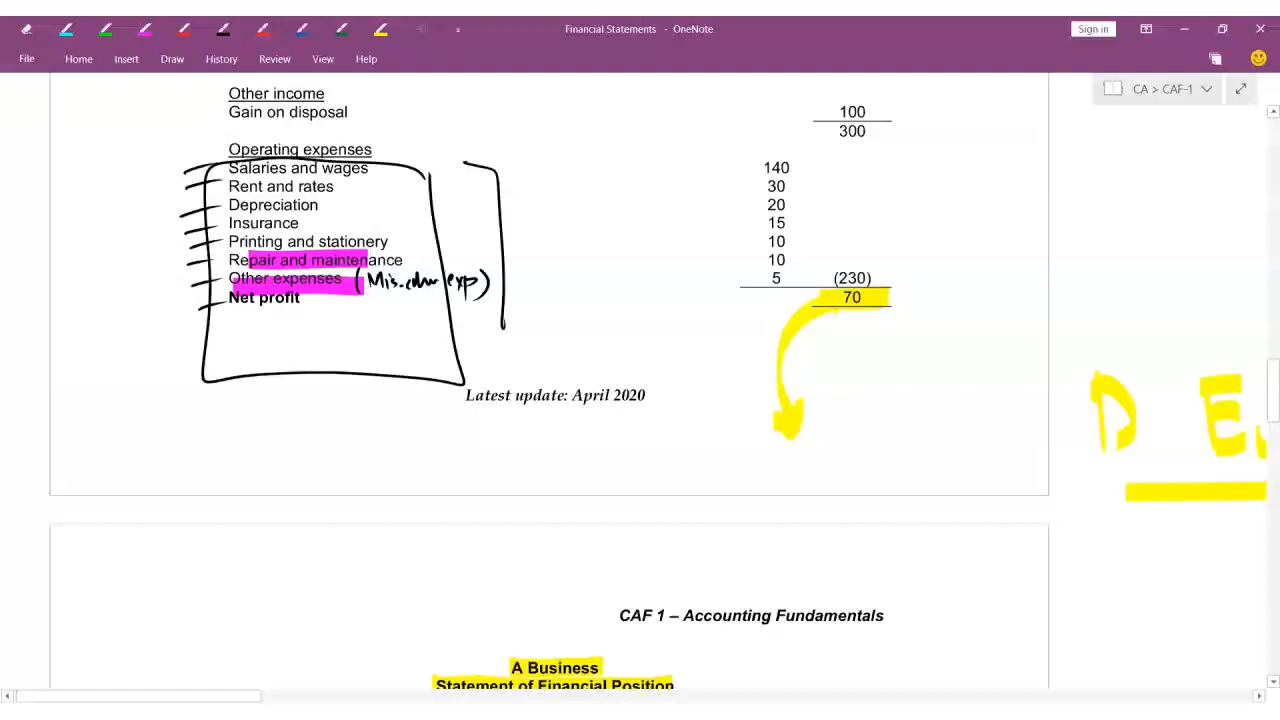 Financial Statements - OneNote
Sign in
File Home Insert Draw History Review View Help
CA > CAF-1
Other income
Gain on disposal 100
300
Operating expenses
Salaries and wages 140
Rent and rates 30
Depreciation 20
Insurance 15
Printing and stationery 10
Repair and maintenance 10
Other expenses ( exp) 5 (230)
Net profit 70
Latest update: April 2020
D E
CAF 1 – Accounting Fundamentals
A Business
Statement of Financial Position